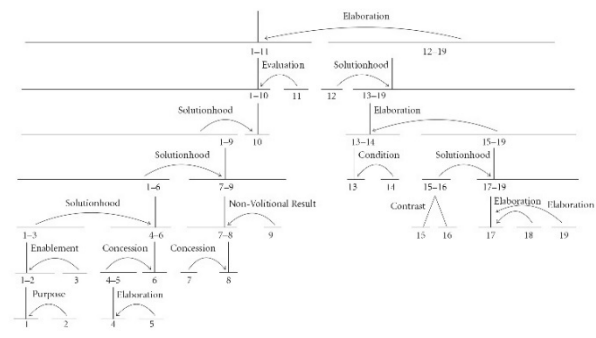 Elaboration
1–11 12–19
Evaluation Solutionhood
1–10 11 12 13–19
Solutionhood Elaboration
1–9 10 13–14 15–19
Solutionhood Condition Solutionhood
1–6 7–9 13 14 15–16 17–19
Solutionhood Non-Volitional Result Contrast Elaboration Elaboration
1–3 4–6 7–8 9 15 16 17 18 19
Enablement Concession Concession
1–2 3 4–5 6 7 8
Purpose Elaboration
1 2 4 5